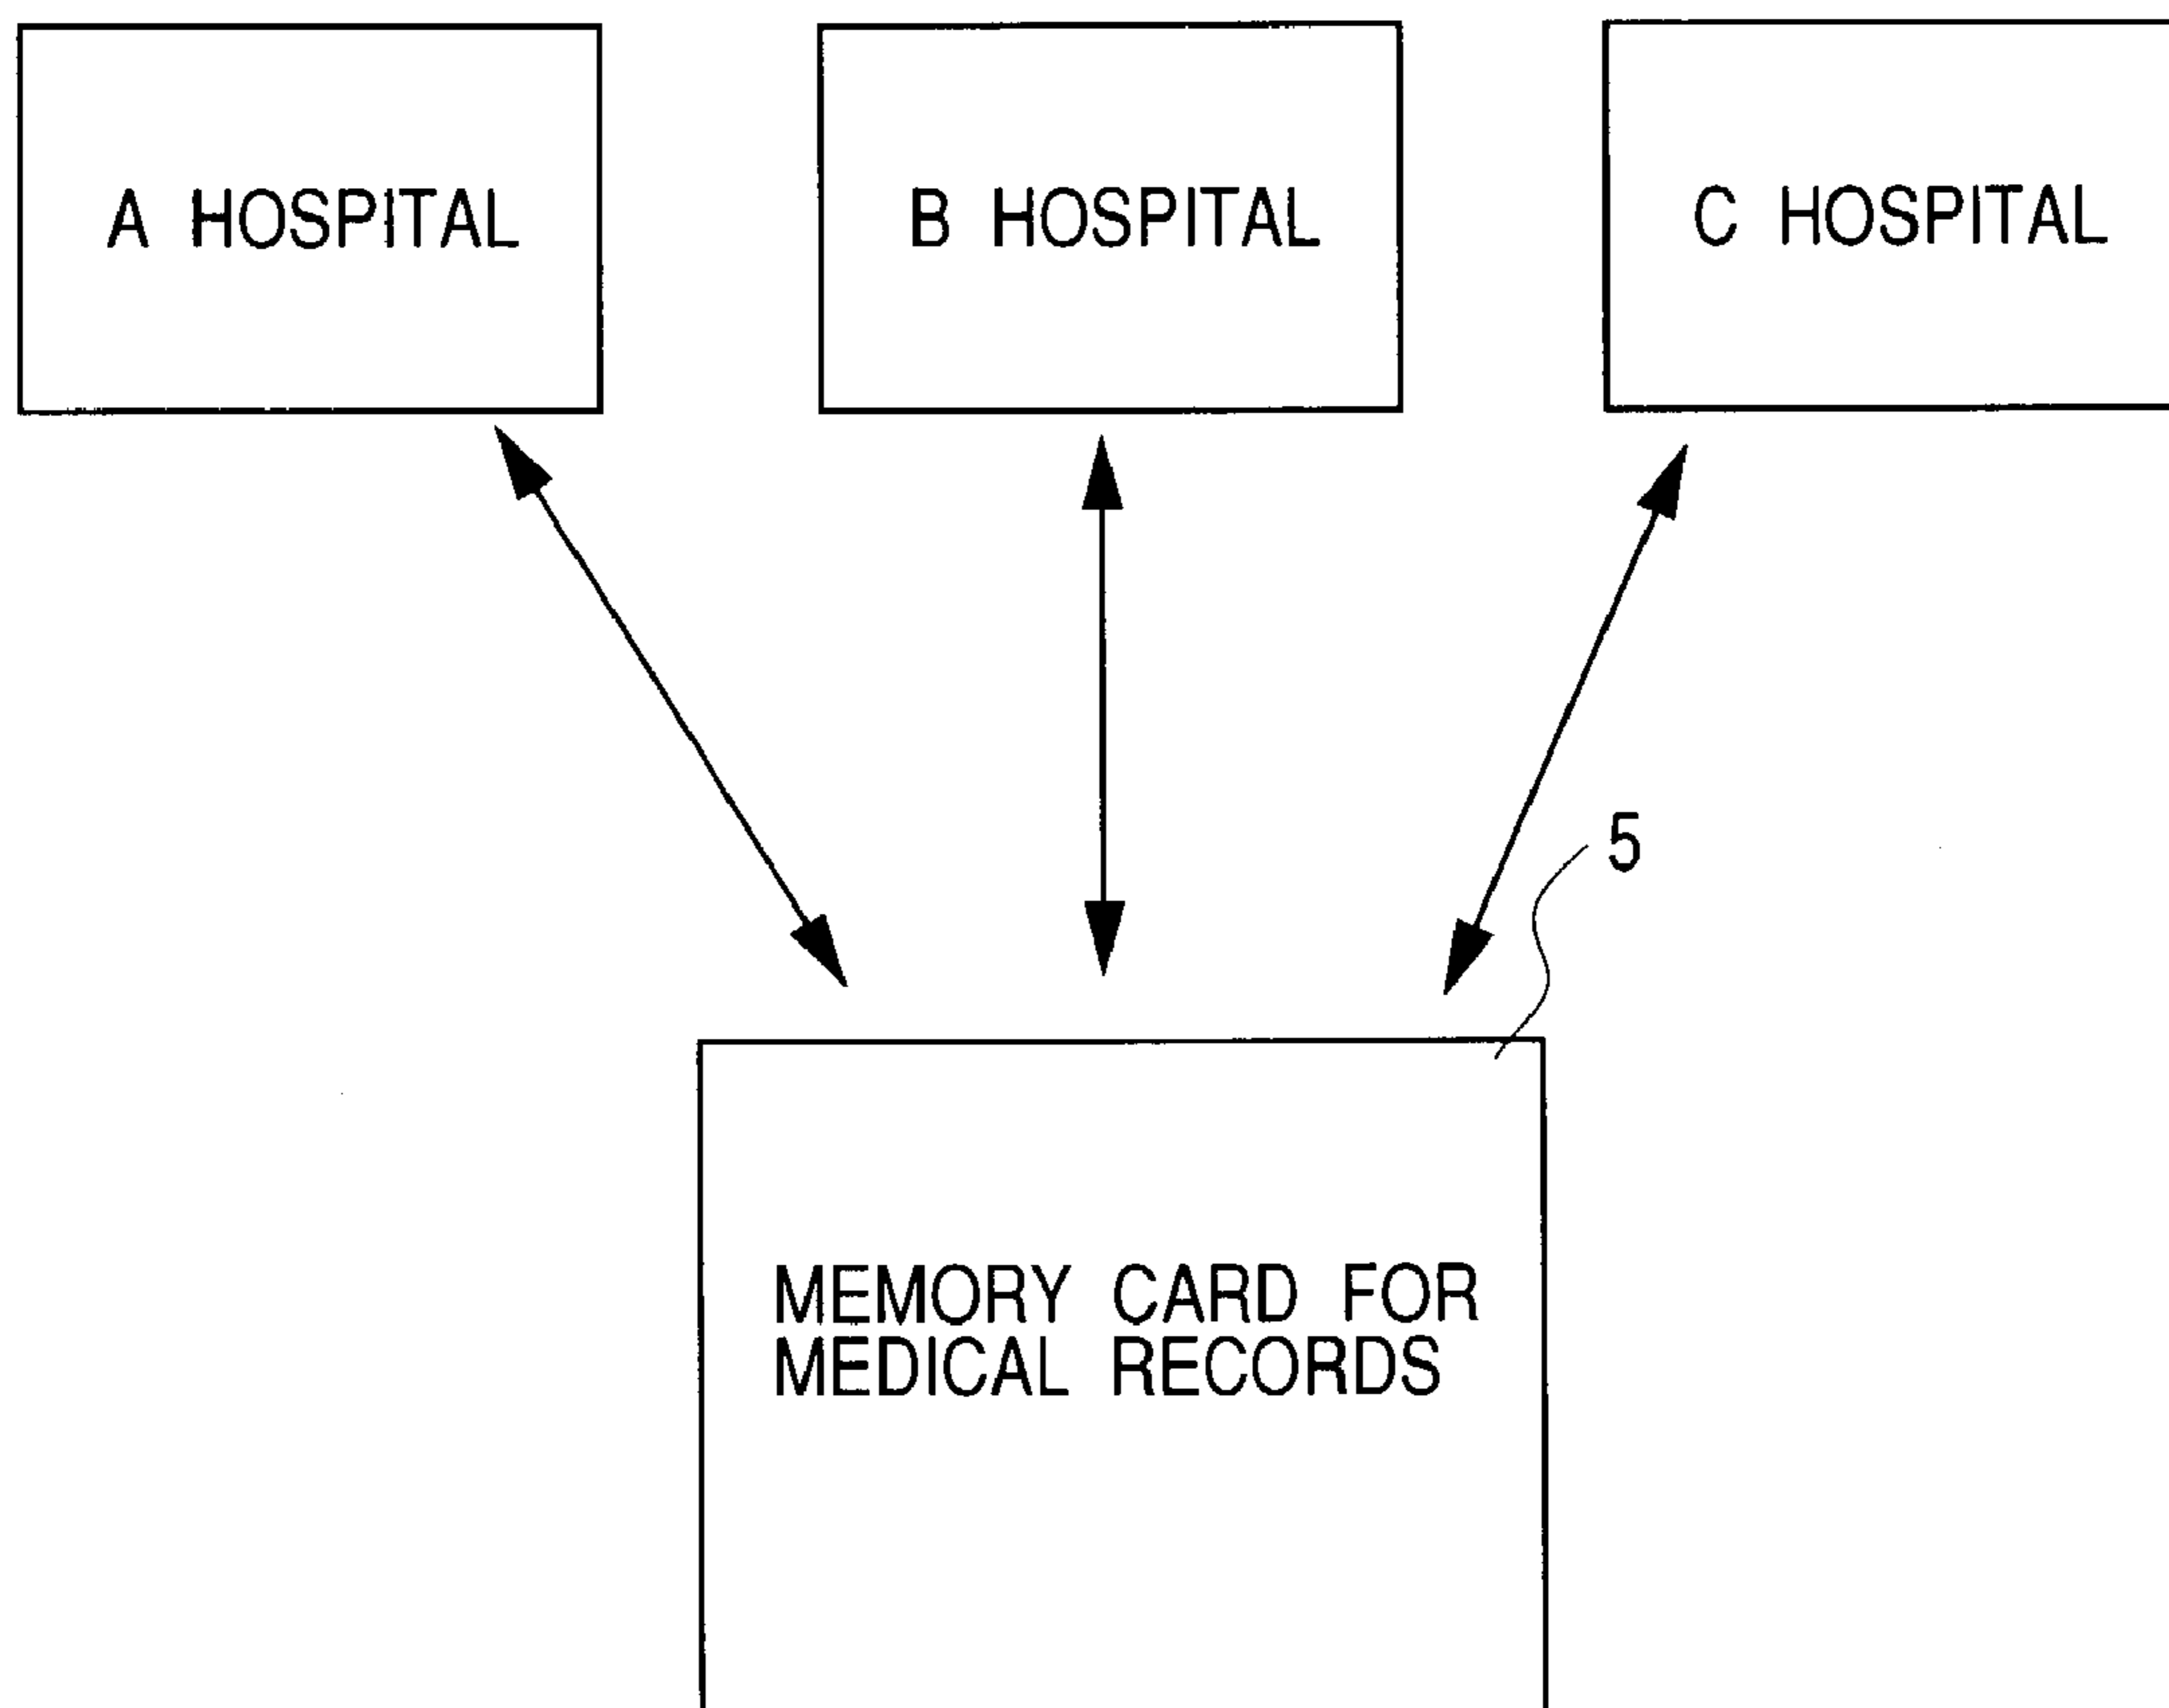 A HOSPITAL
B HOSPITAL
C HOSPITAL
5
MEMORY CARD FOR
MEDICAL RECORDS